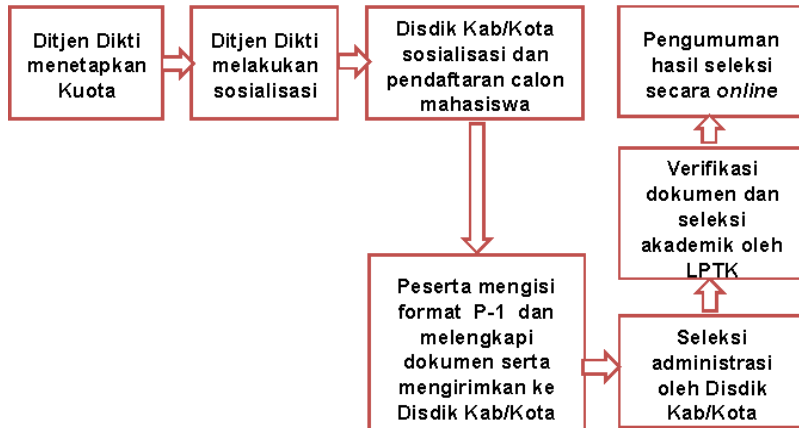 Ditjen Dikti
menetapkan
Kuota
Ditjen Dikti
melakukan
sosialisasi
Disdik Kab/Kota
sosialisasi dan
pendaftaran calon
mahasiswa
Peserta mengisi
format P-1 dan
melengkapi
dokumen serta
mengirimkan ke
Disdik Kab/Kota
Seleksi
administrasi
oleh Disdik
Kab/Kota
Verifikasi
dokumen dan
seleksi
akademik oleh
LPTK
Pengumuman
hasil seleksi
secara online